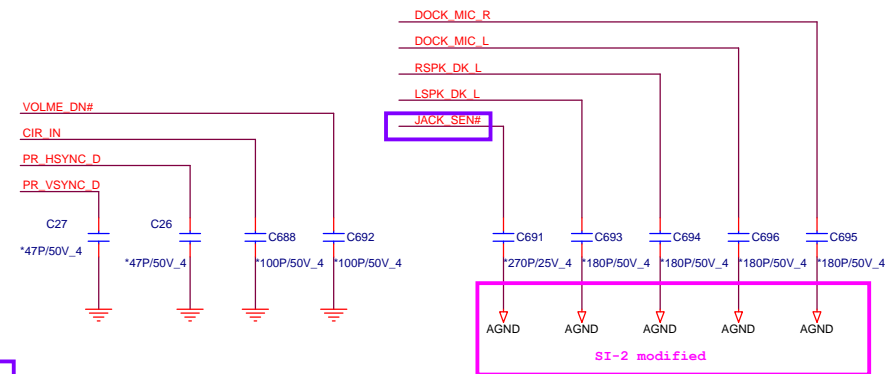 DOCK_MIC_R
DOCK_MIC_L
RSPK_DK_L
LSPK_DK_L
JACK_SEN#
VOLME_DN#
CIR_IN
PR_HSYNC_D
PR_VSYNC_D
C27 C26 C688 C692 C691 C693 C694 C696 C695
*47P/50V_4 *47P/50V_4 *100P/50V_4 *100P/50V_4 *270P/25V_4 *180P/50V_4 *180P/50V_4 *180P/50V_4 *180P/50V_4
AGND AGND AGND AGND AGND
SI-2 modified